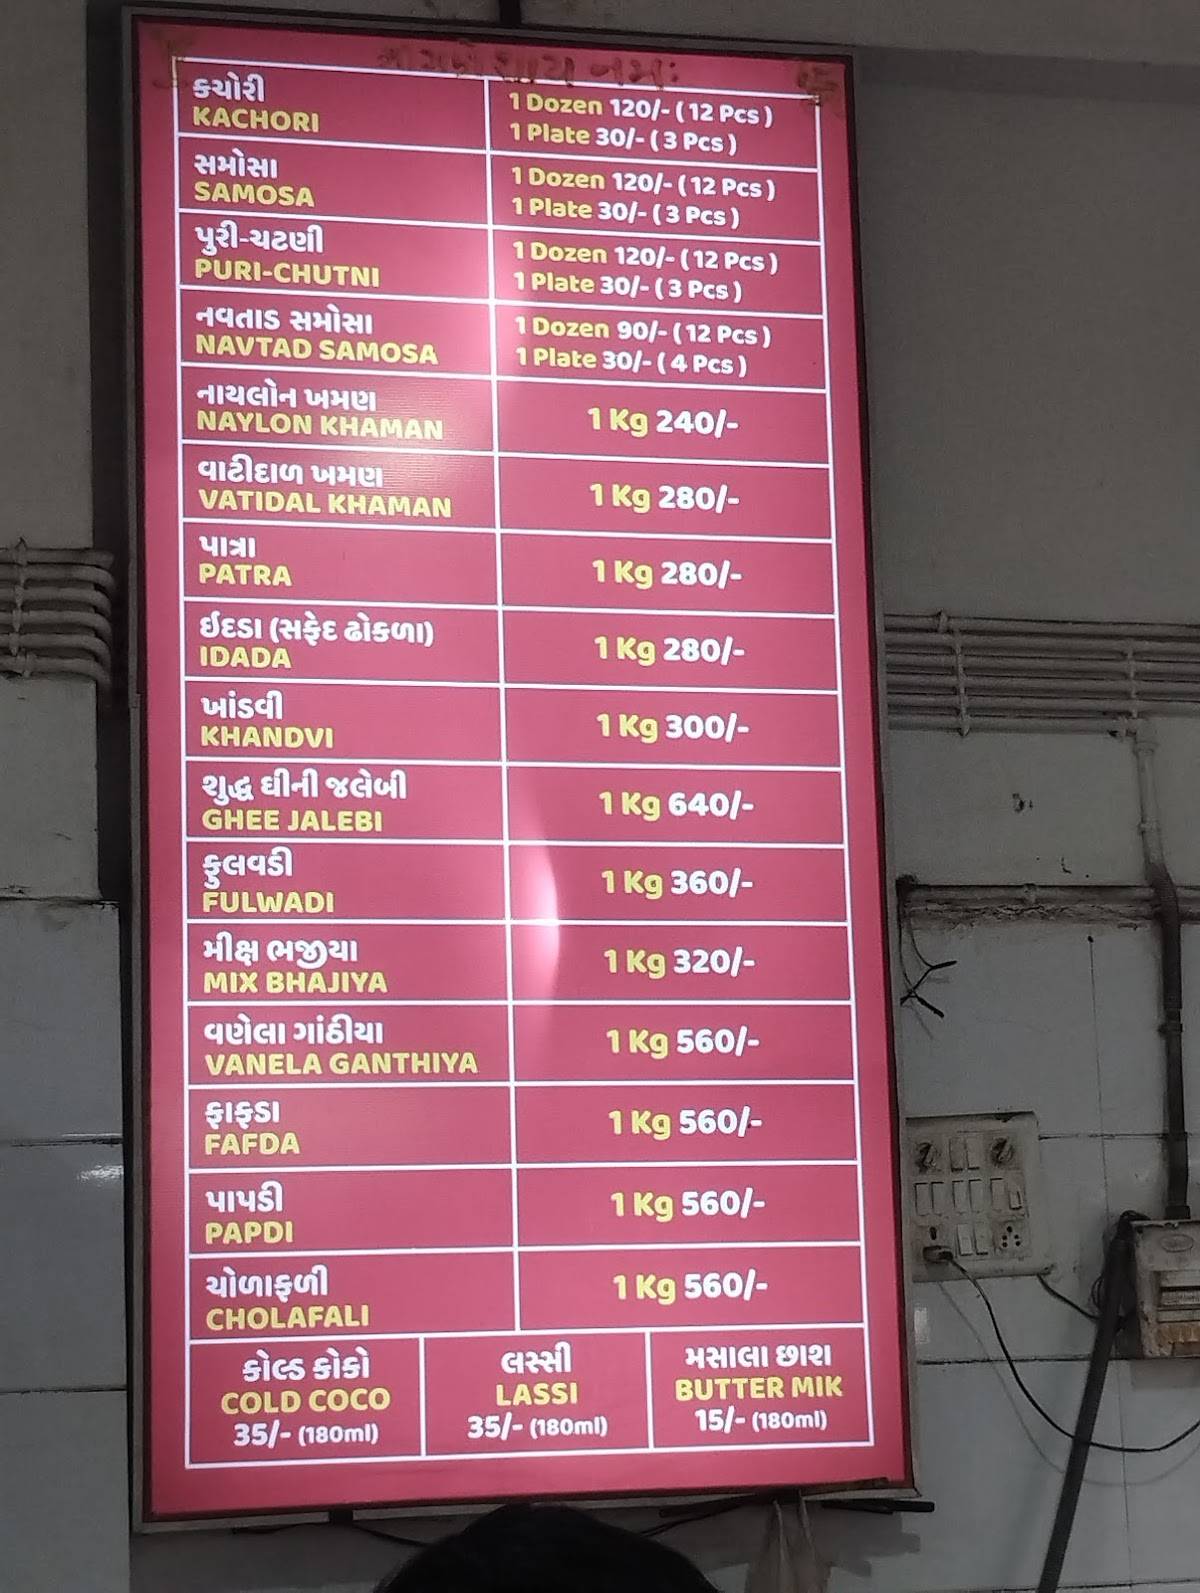 કચોરી
KACHORI
1 Dozen 120/- ( 12 Pcs )
1 Plate 30/- ( 3 Pcs )
સમોસા
SAMOSA
1 Dozen 120/- ( 12 Pcs )
1 Plate 30/- ( 3 Pcs )
પુરી-ચટણી
PURI-CHUTNI
1 Dozen 120/- ( 12 Pcs )
1 Plate 30/- ( 3 Pcs )
નવતાડ સમોસા
NAVTAD SAMOSA
1 Dozen 90/- ( 12 Pcs )
1 Plate 30/- ( 4 Pcs )
નાયલોન ખમણ
NAYLON KHAMAN
1 Kg 240/-
વાટીદાળ ખમણ
VATIDAL KHAMAN
1 Kg 280/-
પાત્રા
PATRA
1 Kg 280/-
ઈદડા (સફેદ ઢોકળા)
IDADA
1 Kg 280/-
ખાંડવી
KHANDVI
1 Kg 300/-
શુદ્ધ ઘીની જલેબી
GHEE JALEBI
1 Kg 640/-
ફુલવડી
FULWADI
1 Kg 360/-
મીક્ષ ભજીયા
MIX BHAJIYA
1 Kg 320/-
વણેલા ગાંઠીયા
VANELA GANTHIYA
1 Kg 560/-
ફાફડા
FAFDA
1 Kg 560/-
પાપડી
PAPDI
1 Kg 560/-
ચોળાફળી
CHOLAFALI
1 Kg 560/-
કોલ્ડ કોકો
COLD COCO
35/- (180ml)
લસ્સી
LASSI
35/- (180ml)
મસાલા છાશ
BUTTER MIK
15/- (180ml)